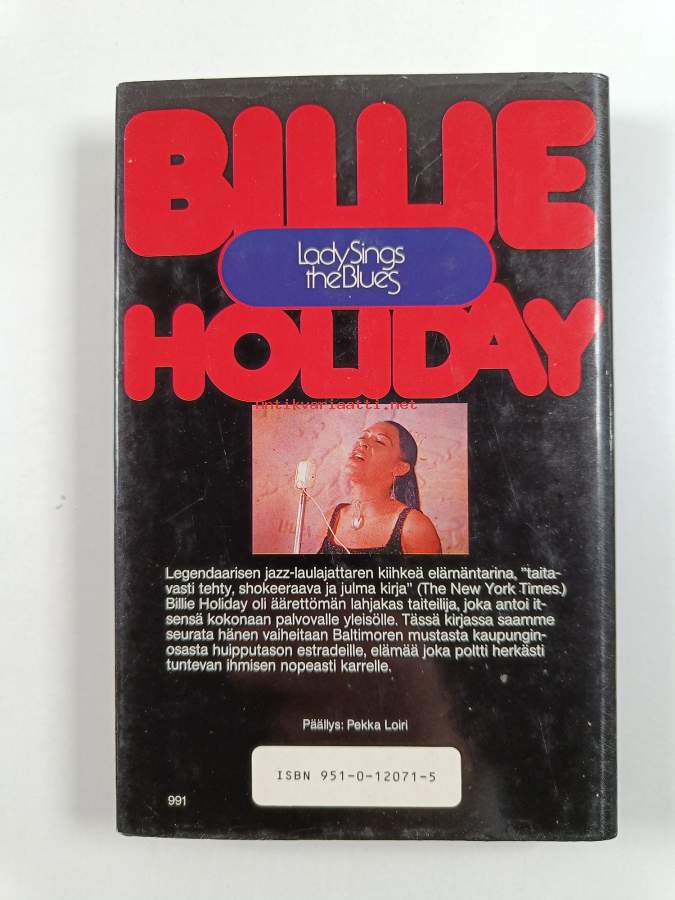 BILLIE
Lady Sings
the Blues
HOLIDAY
antikvariaatti.net
Legendaarisen jazz-laulajattaren kiihkeä elämäntarina, "taita-
vasti tehty, shokeeraava ja julma kirja" (The New York Times.)
Billie Holiday oli äärettömän lahjakas taiteilija, joka antoi it-
sensä kokonaan palvovalle yleisölle. Tässä kirjassa saamme
seurata hänen vaiheitaan Baltimoren mustasta kaupungin-
osasta huipputason estradeille, elämää joka poltti herkästi
tuntevan ihmisen nopeasti karrelle.
Päällys: Pekka Loiri
ISBN 951-0-12071-5
991